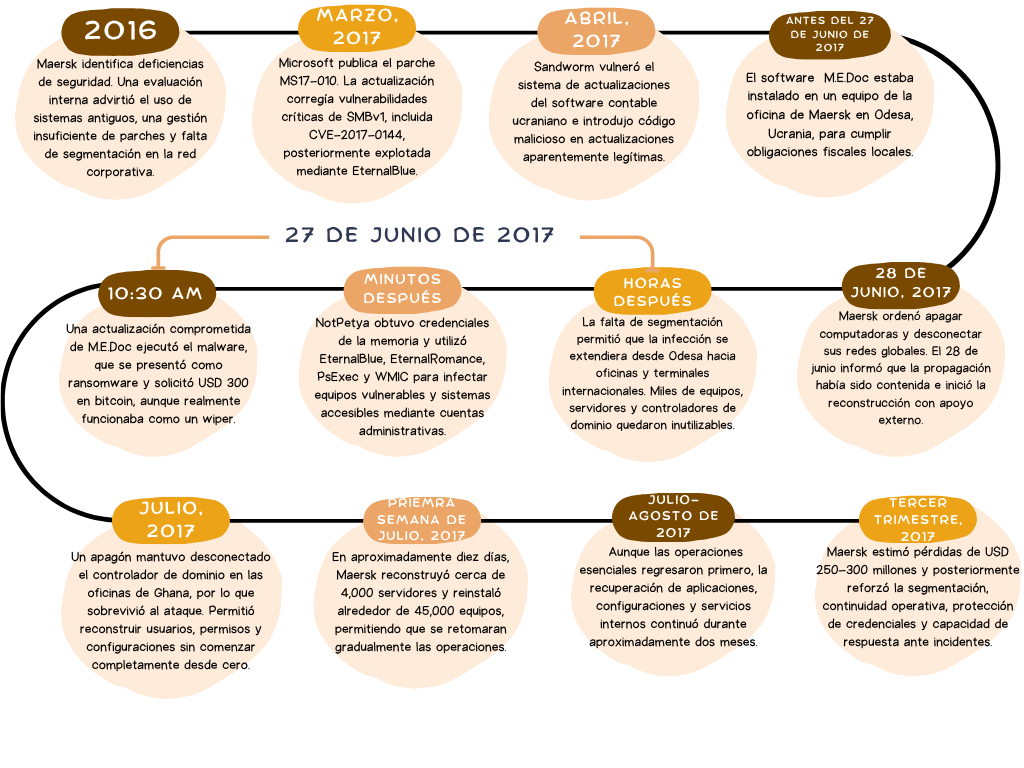 2016
Maersk identifica deficiencias
de seguridad. Una evaluación
interna advirtió el uso de
sistemas antiguos, una gestión
insuficiente de parches y falta
de segmentación en la red
corporativa.
MARZO,
2017
Microsoft publica el parche
MS17-010. La actualización
corregía vulnerabilidades
críticas de SMBv1, incluida
CVE-2017-0144,
posteriormente explotada
mediante EternalBlue.
ABRIL,
2017
Sandworm vulneró el
sistema de actualizaciones
del software contable
ucraniano e introdujo código
malicioso en actualizaciones
aparentemente legítimas.
ANTES DEL 27
DE JUNIO DE
2017
El software M.E.Doc estaba
instalado en un equipo de la
oficina de Maersk en Odesa,
Ucrania, para cumplir
obligaciones fiscales locales.
27 DE JUNIO DE 2017
10:30 AM
Una actualización comprometida
de M.E.Doc ejecutó el malware,
que se presentó como
ransomware y solicitó USD 300
en bitcoin, aunque realmente
funcionaba como un wiper.
MINUTOS
DESPUÉS
NotPetya obtuvo credenciales
de la memoria y utilizó
EternalBlue, EternalRomance,
PsExec y WMIC para infectar
equipos vulnerables y sistemas
accesibles mediante cuentas
administrativas.
HORAS
DESPUÉS
La falta de segmentación
permitió que la infección se
extendiera desde Odesa hacia
oficinas y terminales
internacionales. Miles de equipos,
servidores y controladores de
dominio quedaron inutilizables.
28 DE
JUNIO, 2017
Maersk ordenó apagar
computadoras y desconectar
sus redes globales. El 28 de
junio informó que la propagación
había sido contenida e inició la
reconstrucción con apoyo
externo.
JULIO,
2017
Un apagón mantuvo desconectado
el controlador de dominio en las
oficinas de Ghana, por lo que
sobrevivió al ataque. Permitió
reconstruir usuarios, permisos y
configuraciones sin comenzar
completamente desde cero.
PRIEMRA
SEMANA DE
JULIO, 2017
En aproximadamente diez días,
Maersk reconstruyó cerca de
4,000 servidores y reinstaló
alrededor de 45,000 equipos,
permitiendo que se retomaran
gradualmente las operaciones.
JULIO-
AGOSTO DE
2017
Aunque las operaciones
esenciales regresaron primero, la
recuperación de aplicaciones,
configuraciones y servicios
internos continuó durante
aproximadamente dos meses.
TERCER
TRIMESTRE,
2017
Maersk estimó pérdidas de USD
250-300 millones y posteriormente
reforzó la segmentación,
continuidad operativa, protección
de credenciales y capacidad de
respuesta ante incidentes.